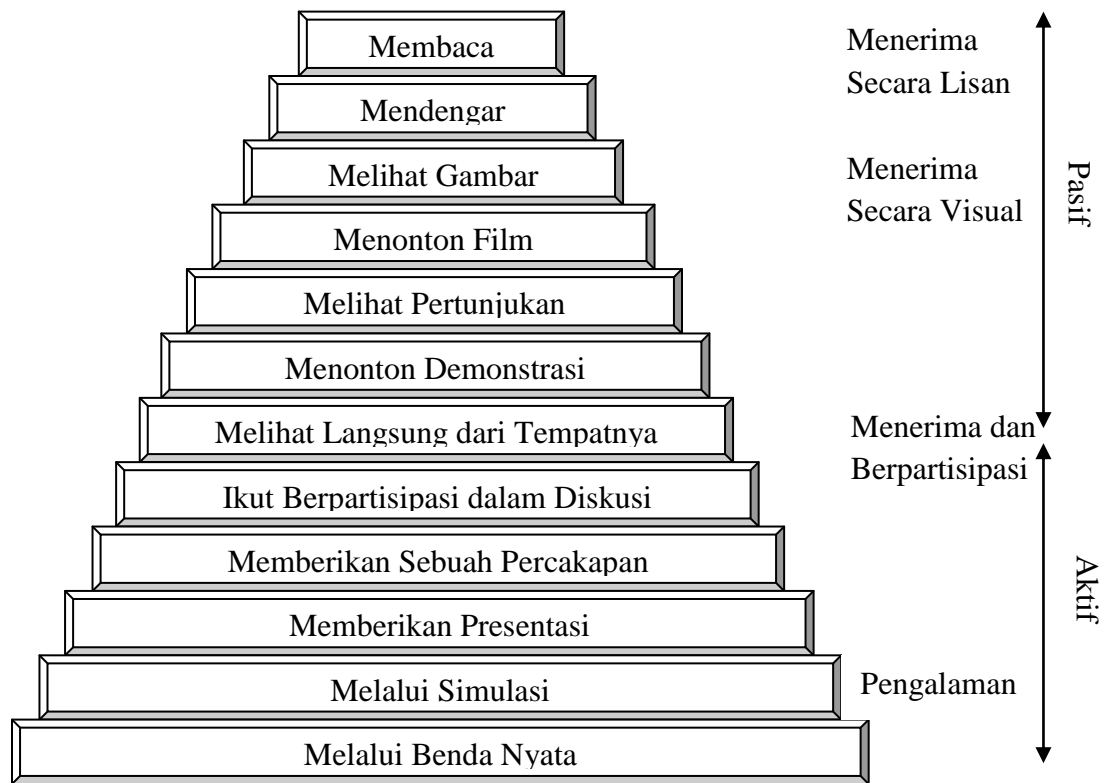 Membaca
Mendengar
Melihat Gambar
Menonton Film
Melihat Pertunjukan
Menonton Demonstrasi
Melihat Langsung dari Tempatnya
Ikut Berpartisipasi dalam Diskusi
Memberikan Sebuah Percakapan
Memberikan Presentasi
Melalui Simulasi
Melalui Benda Nyata
Menerima
Secara Lisan
Menerima
Secara Visual
Menerima dan
Berpartisipasi
Pengalaman
Pasif
Aktif